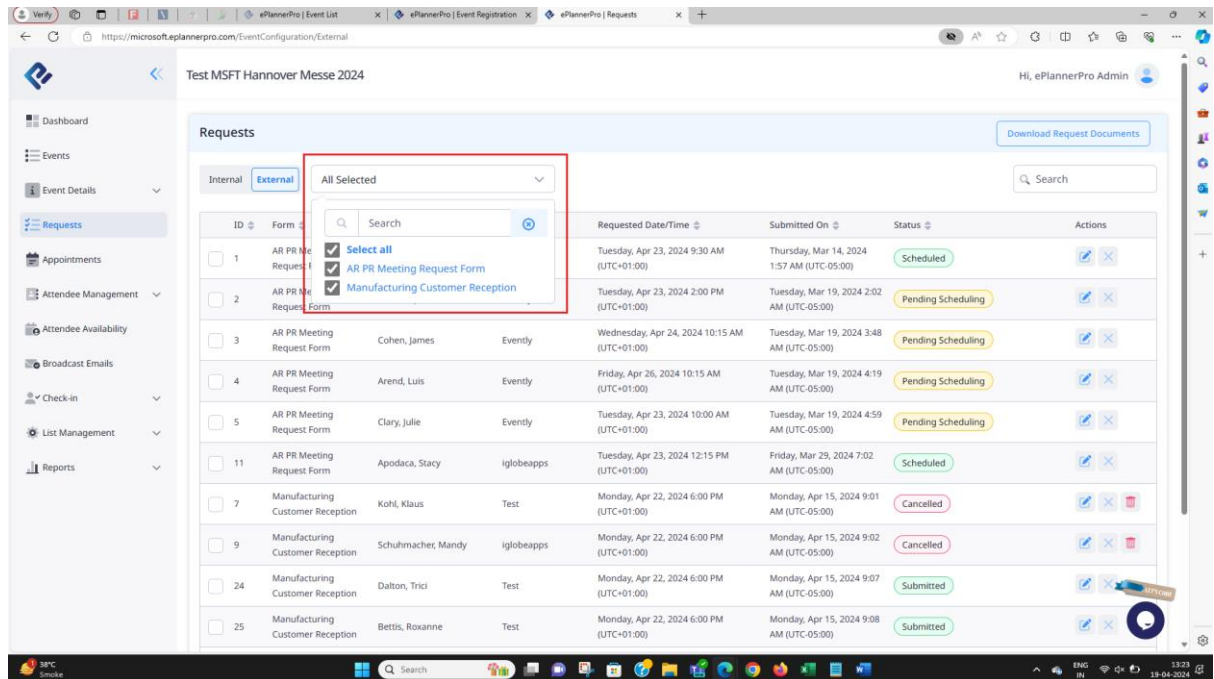 Verify
ePlannerPro | Event List
ePlannerPro | Event Registration
ePlannerPro | Requests
https://microsoft.eplannerpro.com/EventConfiguration/External
Test MSFT Hannover Messe 2024
Hi, ePlannerPro Admin
Dashboard
Events
Event Details
Requests
Appointments
Attendee Management
Attendee Availability
Broadcast Emails
Check-in
List Management
Reports
Requests
Download Request Documents
Internal
External
All Selected
Search
Search
Select all
AR PR Meeting Request Form
Manufacturing Customer Reception
ID Form Requested Date/Time Submitted On Status Actions
1 AR PR Me Tuesday, Apr 23, 2024 9:30 AM Thursday, Mar 14, 2024 Scheduled
Request F (UTC+01:00) 1:57 AM (UTC-05:00)
2 AR PR Me Tuesday, Apr 23, 2024 2:00 PM Tuesday, Mar 19, 2024 2:02 Pending Scheduling
Request Form (UTC+01:00) AM (UTC-05:00)
3 AR PR Meeting Cohen, James Evently Wednesday, Apr 24, 2024 10:15 AM Tuesday, Mar 19, 2024 3:48 Pending Scheduling
Request Form (UTC+01:00) AM (UTC-05:00)
4 AR PR Meeting Arend, Luis Evently Friday, Apr 26, 2024 10:15 AM Tuesday, Mar 19, 2024 4:19 Pending Scheduling
Request Form (UTC+01:00) AM (UTC-05:00)
5 AR PR Meeting Clary, Julie Evently Tuesday, Apr 23, 2024 10:00 AM Tuesday, Mar 19, 2024 4:59 Pending Scheduling
Request Form (UTC+01:00) AM (UTC-05:00)
11 AR PR Meeting Apodaca, Stacy iglobeapps Tuesday, Apr 23, 2024 12:15 PM Friday, Mar 29, 2024 7:02 Scheduled
Request Form (UTC+01:00) AM (UTC-05:00)
7 Manufacturing Kohl, Klaus Test Monday, Apr 22, 2024 6:00 PM Monday, Apr 15, 2024 9:01 Cancelled
Customer Reception (UTC+01:00) AM (UTC-05:00)
9 Manufacturing Schuhmacher, Mandy iglobeapps Monday, Apr 22, 2024 6:00 PM Monday, Apr 15, 2024 9:02 Cancelled
Customer Reception (UTC+01:00) AM (UTC-05:00)
24 Manufacturing Dalton, Trici Test Monday, Apr 22, 2024 6:00 PM Monday, Apr 15, 2024 9:07 Submitted
Customer Reception (UTC+01:00) AM (UTC-05:00)
25 Manufacturing Bettis, Roxanne Test Monday, Apr 22, 2024 6:00 PM Monday, Apr 15, 2024 9:08 Submitted
Customer Reception (UTC+01:00) AM (UTC-05:00)
38°C
Smoke
Search
ENG
IN
13:23
19-04-2024